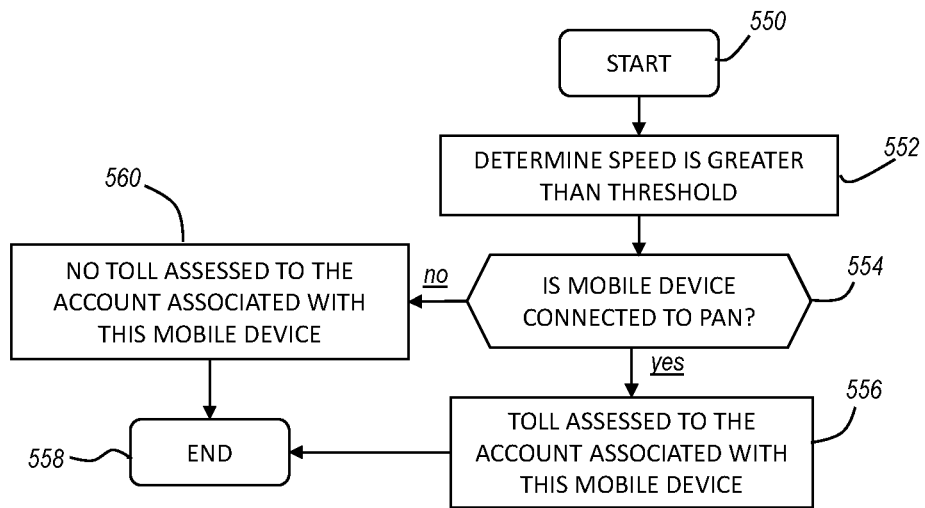 550
START
552
DETERMINE SPEED IS GREATER
THAN THRESHOLD
560
NO TOLL ASSESSED TO THE
ACCOUNT ASSOCIATED WITH
THIS MOBILE DEVICE
no
IS MOBILE DEVICE
CONNECTED TO PAN?
554
yes
556
TOLL ASSESSED TO THE
ACCOUNT ASSOCIATED WITH
THIS MOBILE DEVICE
558
END